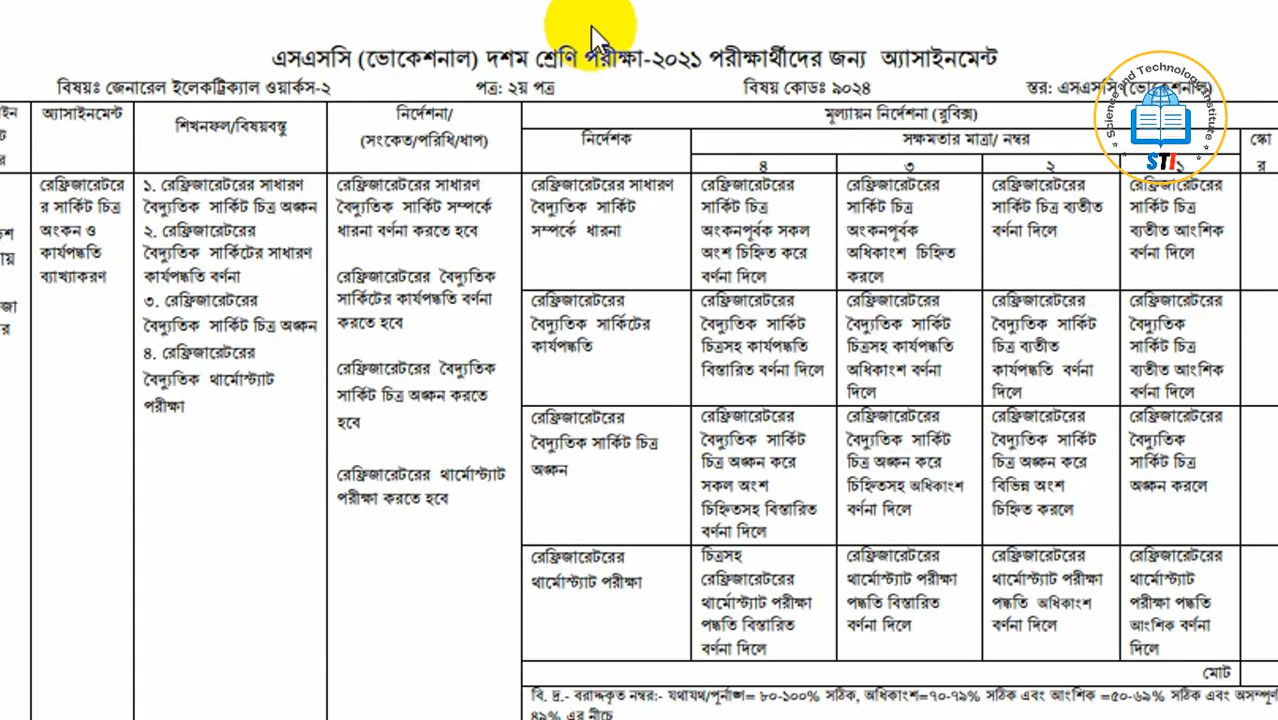 এসএসসি (ভোকেশনাল) দশম শ্রেণি পরীক্ষা-২০২১ পরীক্ষার্থীদের জন্য অ্যাসাইনমেন্ট
বিষয়ঃ জেনারেল ইলেকট্রিক্যাল ওয়ার্কস-২ পত্র: ২য় পত্র বিষয় কোডঃ ৯০২৪ স্তর: এসএসসি (ভোকেশনাল)
অ্যাসাইনমেন্ট
শিখনফল/বিষয়বস্তু
নির্দেশনা/
(সংকেত/পরিধি/ধাপ)
মূল্যায়ন নির্দেশনা (রুবিক্স)
নির্দেশক
সক্ষমতার মাত্রা/ নম্বর
স্কো
র
৪ ৩ ২ ১
রেফ্রিজারেটরে
র সার্কিট চিত্র
অংকন ও
কার্যপদ্ধতি
ব্যাখ্যাকরণ
১. রেফ্রিজারেটরের সাধারণ
বৈদ্যুতিক সার্কিট চিত্র অঙ্কন
২. রেফ্রিজারেটরের
বৈদ্যুতিক সার্কিটের সাধারণ
কার্যপদ্ধতি বর্ণনা
৩. রেফ্রিজারেটরের
বৈদ্যুতিক সার্কিট চিত্র অঙ্কন
৪. রেফ্রিজারেটরের
বৈদ্যুতিক থার্মোস্ট্যাট
পরীক্ষা
রেফ্রিজারেটরের সাধারণ
বৈদ্যুতিক সার্কিট সম্পর্কে
ধারনা বর্ণনা করতে হবে
রেফ্রিজারেটরের বৈদ্যুতিক
সার্কিটের কার্যপদ্ধতি বর্ণনা
করতে হবে
রেফ্রিজারেটরের বৈদ্যুতিক
সার্কিট চিত্র অঙ্কন করতে
হবে
রেফ্রিজারেটরের থার্মোস্ট্যাট
পরীক্ষা করতে হবে
রেফ্রিজারেটরের সাধারণ
বৈদ্যুতিক সার্কিট
সম্পর্কে ধারনা
রেফ্রিজারেটরের
সার্কিট চিত্র
অংকনপূর্বক সকল
অংশ চিহ্নিত করে
বর্ণনা দিলে
রেফ্রিজারেটরের
সার্কিট চিত্র
অংকনপূর্বক
অধিকাংশ চিহ্নিত
করলে
রেফ্রিজারেটরের
সার্কিট চিত্র ব্যতীত
বর্ণনা দিলে
রেফ্রিজারেটরের
সার্কিট চিত্র
ব্যতীত আংশিক
বর্ণনা দিলে
রেফ্রিজারেটরের
বৈদ্যুতিক সার্কিটের
কার্যপদ্ধতি
রেফ্রিজারেটরের
বৈদ্যুতিক সার্কিট
চিত্রসহ কার্যপদ্ধতি
বিস্তারিত বর্ণনা দিলে
রেফ্রিজারেটরের
বৈদ্যুতিক সার্কিট
চিত্রসহ কার্যপদ্ধতি
অধিকাংশ বর্ণনা
দিলে
রেফ্রিজারেটরের
বৈদ্যুতিক সার্কিট
চিত্র ব্যতীত
কার্যপদ্ধতি বর্ণনা
দিলে
রেফ্রিজারেটরের
বৈদ্যুতিক
সার্কিট চিত্র
ব্যতীত আংশিক
বর্ণনা দিলে
রেফ্রিজারেটরের
বৈদ্যুতিক সার্কিট চিত্র
অঙ্কন
রেফ্রিজারেটরের
বৈদ্যুতিক সার্কিট
চিত্র অঙ্কন করে
সকল অংশ
চিহ্নিতসহ বিস্তারিত
বর্ণনা দিলে
রেফ্রিজারেটরের
বৈদ্যুতিক সার্কিট
চিত্র অঙ্কন করে
চিহ্নিতসহ অধিকাংশ
বর্ণনা দিলে
রেফ্রিজারেটরের
বৈদ্যুতিক সার্কিট
চিত্র অঙ্কন করে
বিভিন্ন অংশ
চিহ্নিত করলে
রেফ্রিজারেটরের
বৈদ্যুতিক
সার্কিট চিত্র
অঙ্কন করলে
রেফ্রিজারেটরের
থার্মোস্ট্যাট পরীক্ষা
চিত্রসহ
রেফ্রিজারেটরের
থার্মোস্ট্যাট পরীক্ষা
পদ্ধতি বিস্তারিত
বর্ণনা দিলে
রেফ্রিজারেটরের
থার্মোস্ট্যাট পরীক্ষা
পদ্ধতি বিস্তারিত
বর্ণনা দিলে
রেফ্রিজারেটরের
থার্মোস্ট্যাট পরীক্ষা
পদ্ধতি অধিকাংশ
বর্ণনা দিলে
রেফ্রিজারেটরের
থার্মোস্ট্যাট
পরীক্ষা পদ্ধতি
আংশিক বর্ণনা
দিলে
মোট
বি. দ্র.- বরাদ্দকৃত নম্বর:- যথাযথ/পূর্নাঙ্গ= ৮০-১০০% সঠিক, অধিকাংশ=৭০-৭৯% সঠিক এবং আংশিক =৫০-৬৯% সঠিক এবং
৪৯% এর নীচে
Science and Technology Institute
STI